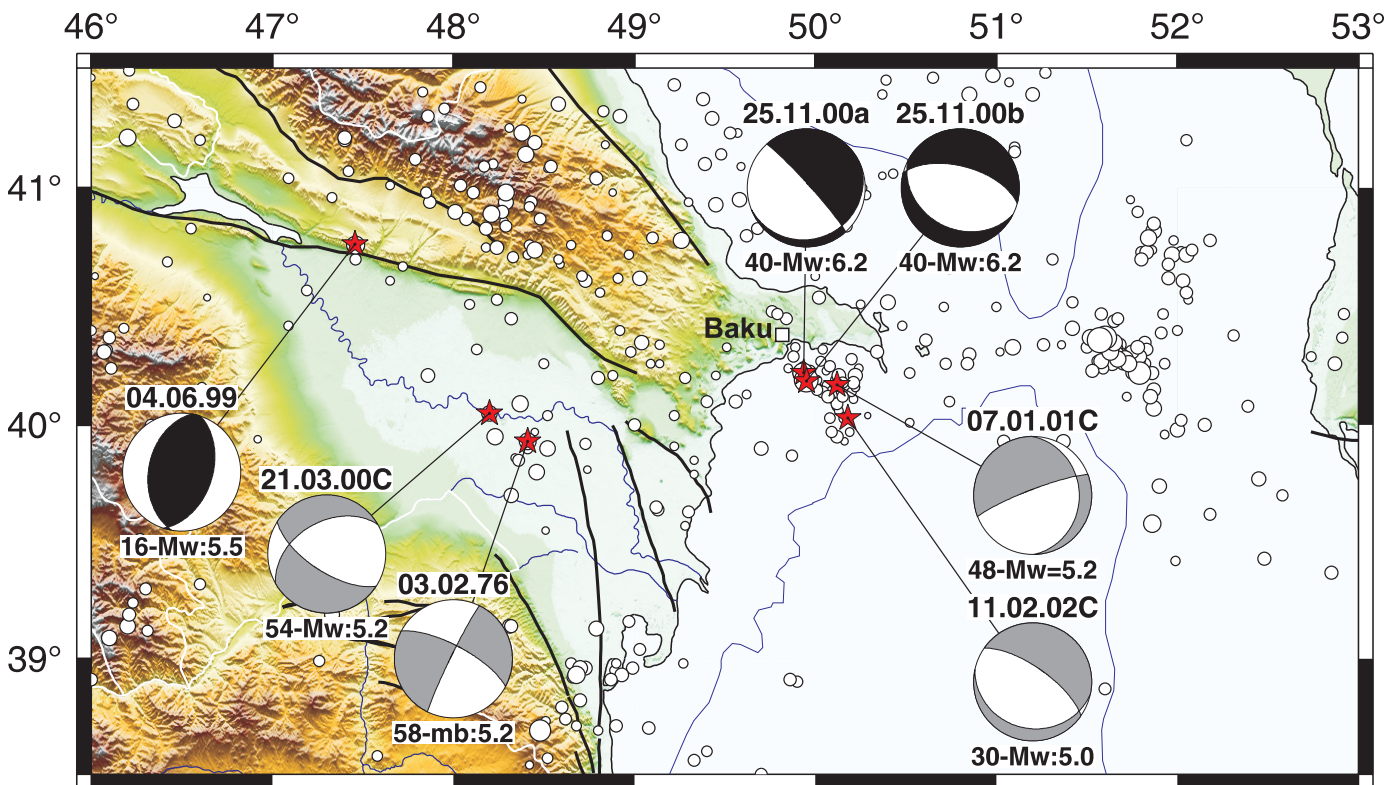 46° 47° 48° 49° 50° 51° 52° 53°
25.11.00a 25.11.00b
41°
40-Mw:6.2 40-Mw:6.2
Baku
04.06.99
40°
07.01.01C
21.03.00C
16-Mw:5.5
48-Mw=5.2
03.02.76
11.02.02C
54-Mw:5.2
39°
58-mb:5.2
30-Mw:5.0